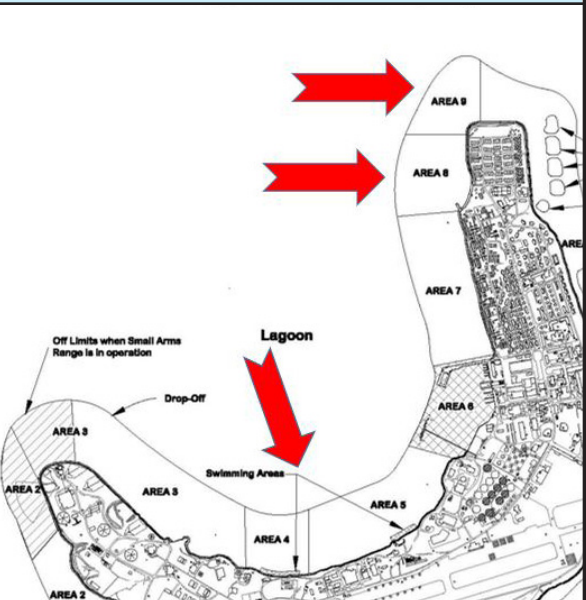 AREA 9
AREA 8
AREA
AREA 7
Lagoon
Off Limits when Small Arms
Range is in operation
Drop-Off
AREA 6
AREA 3
Swimming Areas
AREA 2
AREA 3
AREA 5
AREA 4
AREA 2